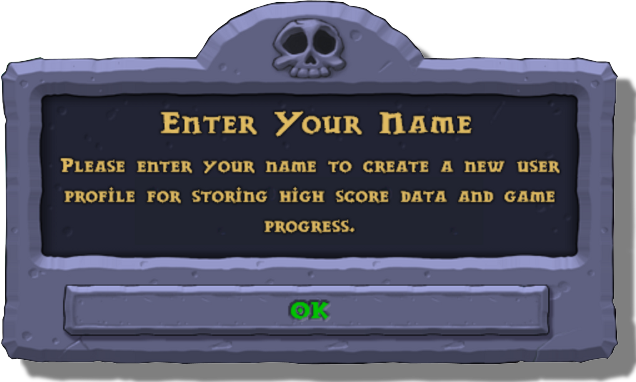 Enter Your Name
Please enter your name to create a new user
profile for storing high score data and game
progress.
OK